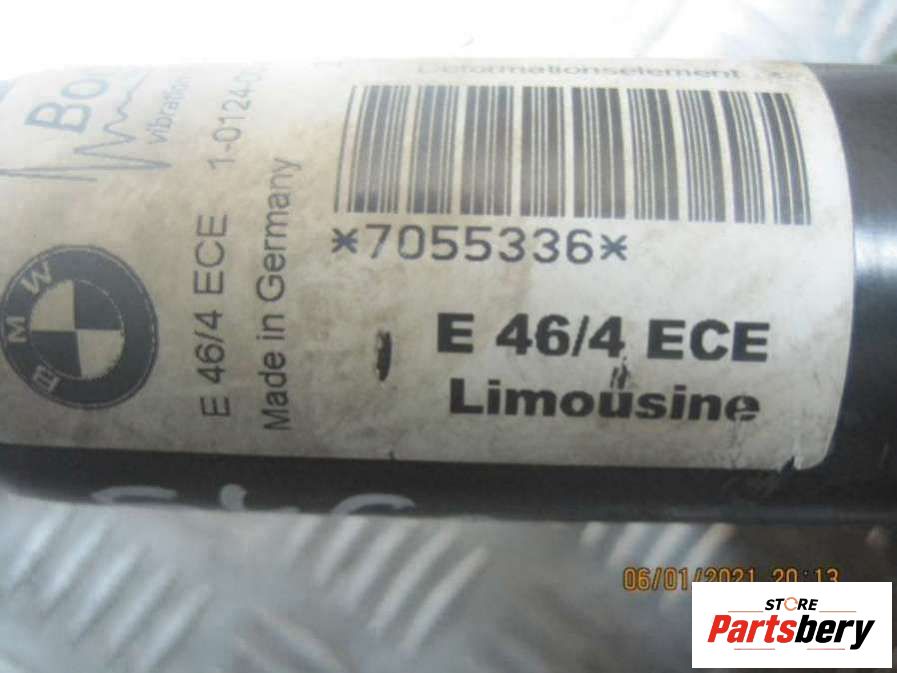 Deformationselement
*7055336*
E 46/4 ECE
Limousine
vibration
E 46/4 ECE
Made in Germany
BMW
06/01/2021 20:13
STORE
Partsbery